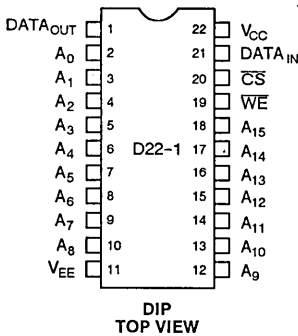 DATAOUT 1 22 VCC
A0 2 21 DATAIN
A1 3 20 C̅S̅
A2 4 19 W̅E̅
A3 5 18 A15
A4 6 D22-1 17 A14
A5 7 16 A13
A6 8 15 A12
A7 9 14 A11
A8 10 13 A10
VEE 11 12 A9
DIP
TOP VIEW